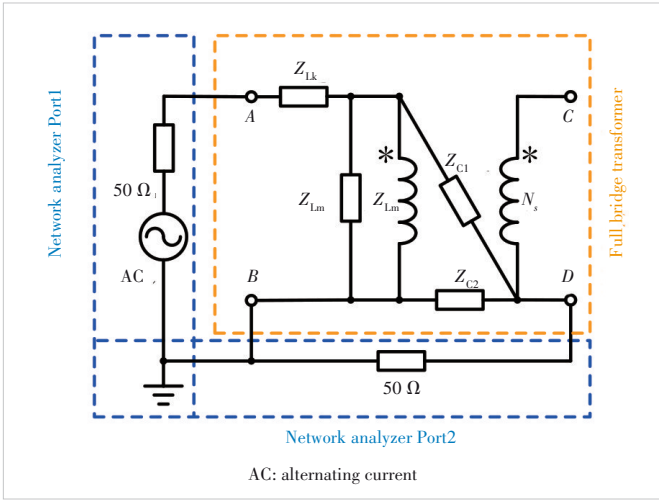 Network analyzer Port1
50 Ω
AC
A
Z_Lk
B
Z_Lm
*
Z_Lm
Z_C1
Z_C2
*
N_s
C
D
Full bridge transformer
50 Ω
Network analyzer Port2
AC: alternating current